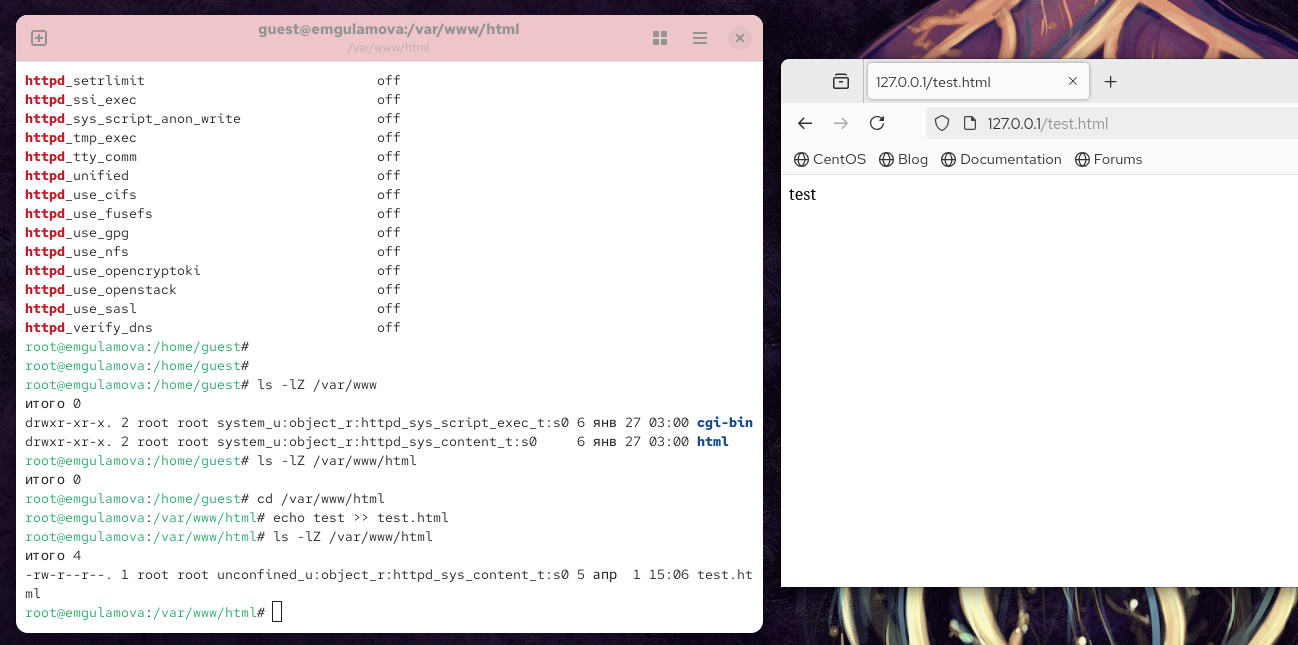 guest@emgulamova:/var/www/html
/var/www/html
httpd_setrlimit off
httpd_ssi_exec off
httpd_sys_script_anon_write off
httpd_tmp_exec off
httpd_tty_comm off
httpd_unified off
httpd_use_cifs off
httpd_use_fusefs off
httpd_use_gpg off
httpd_use_nfs off
httpd_use_opencryptoki off
httpd_use_openstack off
httpd_use_sasl off
httpd_verify_dns off
root@emgulamova:/home/guest#
root@emgulamova:/home/guest#
root@emgulamova:/home/guest# ls -lZ /var/www
итого 0
drwxr-xr-x. 2 root root system_u:object_r:httpd_sys_script_exec_t:s0 6 янв 27 03:00 cgi-bin
drwxr-xr-x. 2 root root system_u:object_r:httpd_sys_content_t:s0 6 янв 27 03:00 html
root@emgulamova:/home/guest# ls -lZ /var/www/html
итого 0
root@emgulamova:/home/guest# cd /var/www/html
root@emgulamova:/var/www/html# echo test >> test.html
root@emgulamova:/var/www/html# ls -lZ /var/www/html
итого 4
-rw-r--r--. 1 root root unconfined_u:object_r:httpd_sys_content_t:s0 5 апр 1 15:06 test.ht
ml
root@emgulamova:/var/www/html#
127.0.0.1/test.html
127.0.0.1/test.html
CentOS Blog Documentation Forums
test